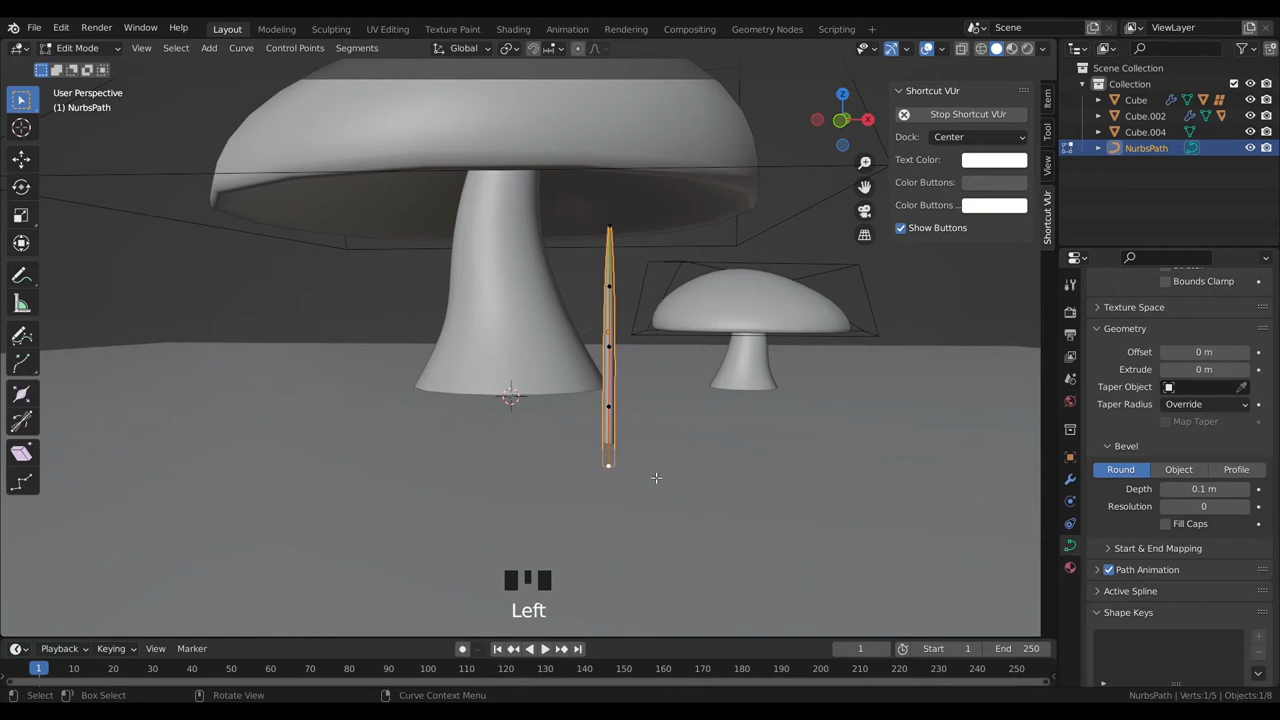 File Edit Render Window Help Layout Modeling Sculpting UV Editing Texture Paint Shading Animation Rendering Compositing Geometry Nodes Scripting Scene ViewLayer
Edit Mode View Select Add Curve Control Points Segments Global
User Perspective
(1) NurbsPath
Z
X
Shortcut VUr
Stop Shortcut VUr
Dock: Center
Text Color:
Color Buttons:
Color Buttons ...
Show Buttons
Item
Tool
View
Shortcut VUr
Scene Collection
Collection
Cube
Cube.002
Cube.004
NurbsPath
Bounds Clamp
Texture Space
Geometry
Offset 0 m
Extrude 0 m
Taper Object
Taper Radius Override
Map Taper
Bevel
Round Object Profile
Depth 0.1 m
Resolution 0
Fill Caps
Start & End Mapping
Path Animation
Active Spline
Shape Keys
Left
Playback Keying View Marker 1 Start 1 End 250
1 10 20 30 40 50 60 70 80 90 100 110 120 130 140 150 160 170 180 190 200 210 220 230 240 250
Select Box Select Rotate View Curve Context Menu NurbsPath | Verts:1/5 | Objects:1/8